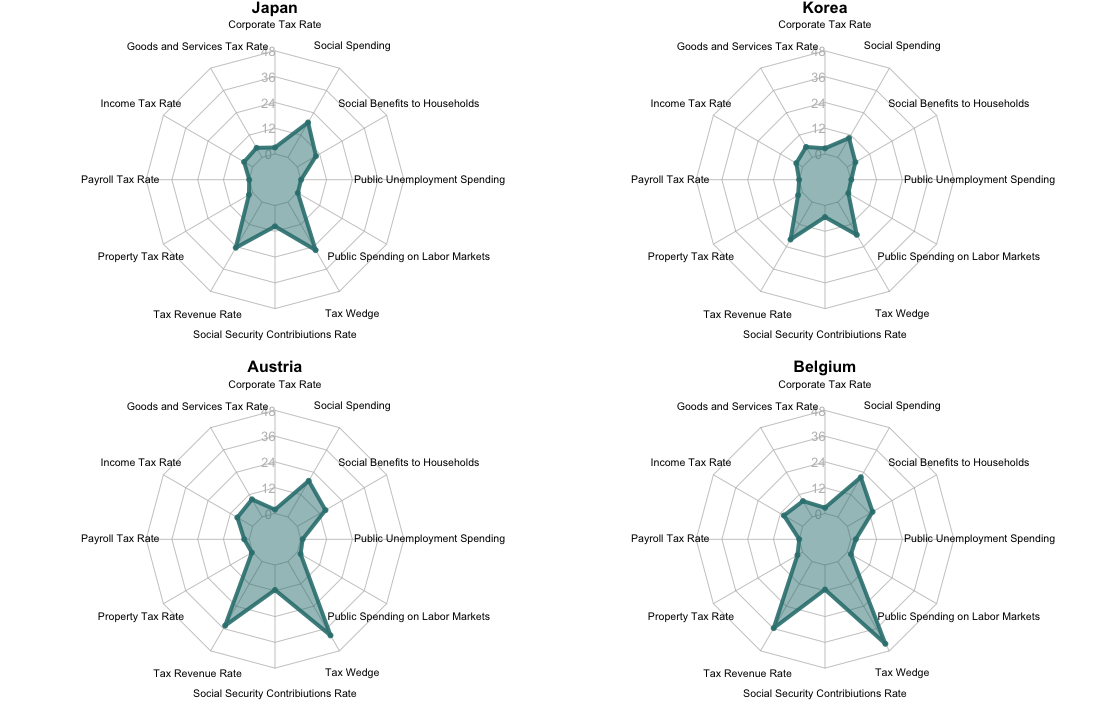 Japan
Corporate Tax Rate
Goods and Services Tax Rate
Social Spending
48
36
24
12
0
Income Tax Rate
Social Benefits to Households
Payroll Tax Rate
Public Unemployment Spending
Property Tax Rate
Public Spending on Labor Markets
Tax Revenue Rate
Tax Wedge
Social Security Contribiutions Rate
Korea
Corporate Tax Rate
Goods and Services Tax Rate
Social Spending
48
36
24
12
0
Income Tax Rate
Social Benefits to Households
Payroll Tax Rate
Public Unemployment Spending
Property Tax Rate
Public Spending on Labor Markets
Tax Revenue Rate
Tax Wedge
Social Security Contribiutions Rate
Austria
Corporate Tax Rate
Goods and Services Tax Rate
Social Spending
48
36
24
12
0
Income Tax Rate
Social Benefits to Households
Payroll Tax Rate
Public Unemployment Spending
Property Tax Rate
Public Spending on Labor Markets
Tax Revenue Rate
Tax Wedge
Social Security Contribiutions Rate
Belgium
Corporate Tax Rate
Goods and Services Tax Rate
Social Spending
48
36
24
12
0
Income Tax Rate
Social Benefits to Households
Payroll Tax Rate
Public Unemployment Spending
Property Tax Rate
Public Spending on Labor Markets
Tax Revenue Rate
Tax Wedge
Social Security Contribiutions Rate